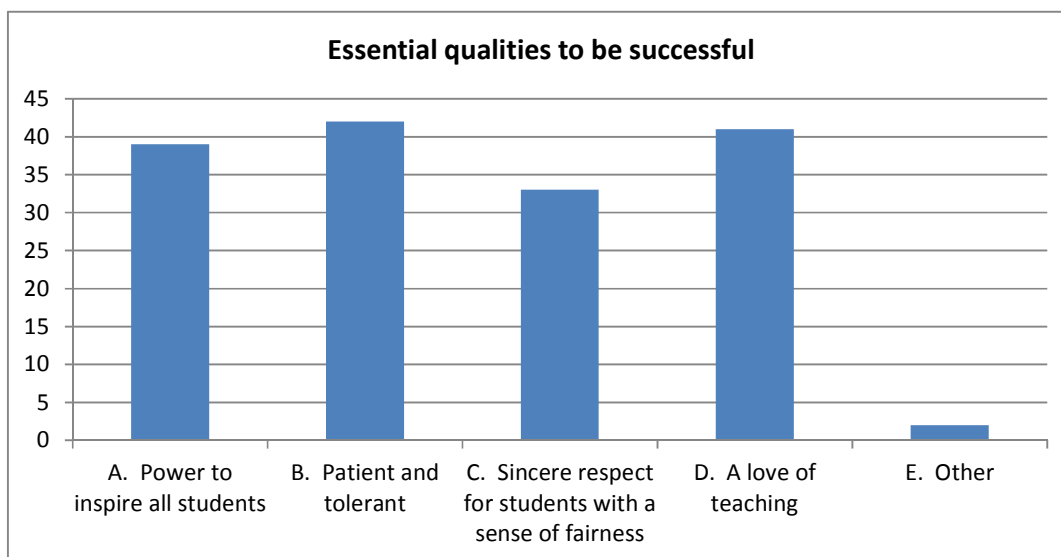 Essential qualities to be successful
45
40
35
30
25
20
15
10
5
0
A. Power to
inspire all students
B. Patient and
tolerant
C. Sincere respect
for students with a
sense of fairness
D. A love of
teaching
E. Other